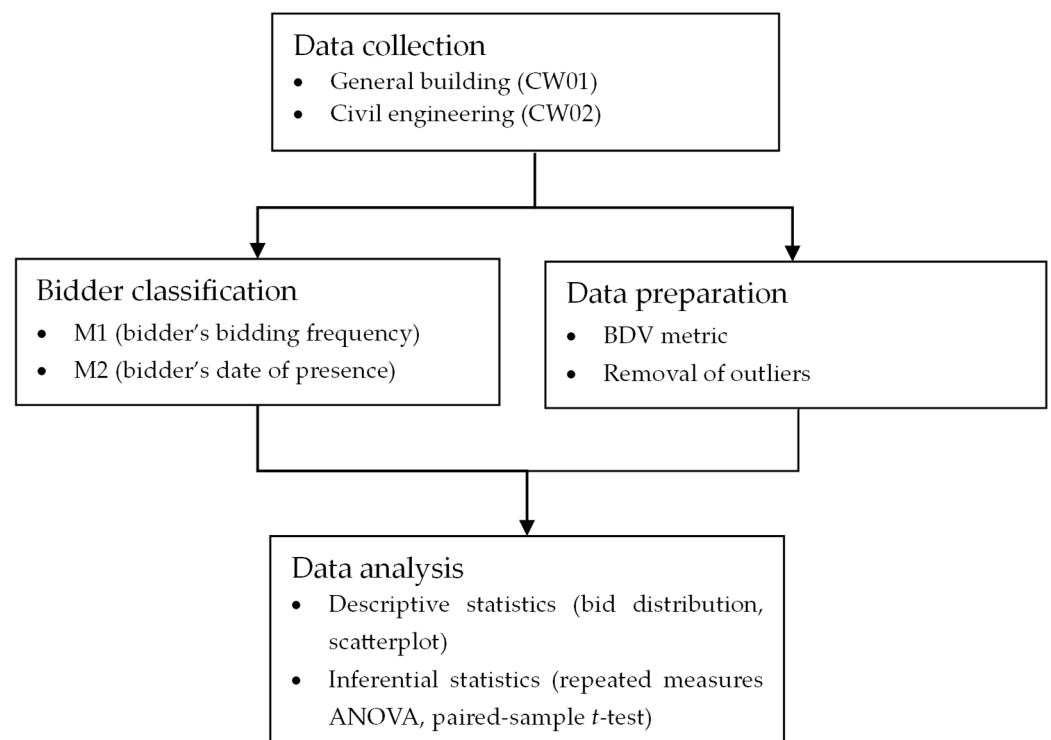 Data collection
• General building (CW01)
• Civil engineering (CW02)
Bidder classification
• M1 (bidder’s bidding frequency)
• M2 (bidder’s date of presence)
Data preparation
• BDV metric
• Removal of outliers
Data analysis
• Descriptive statistics (bid distribution,
scatterplot)
• Inferential statistics (repeated measures
ANOVA, paired-sample t-test)